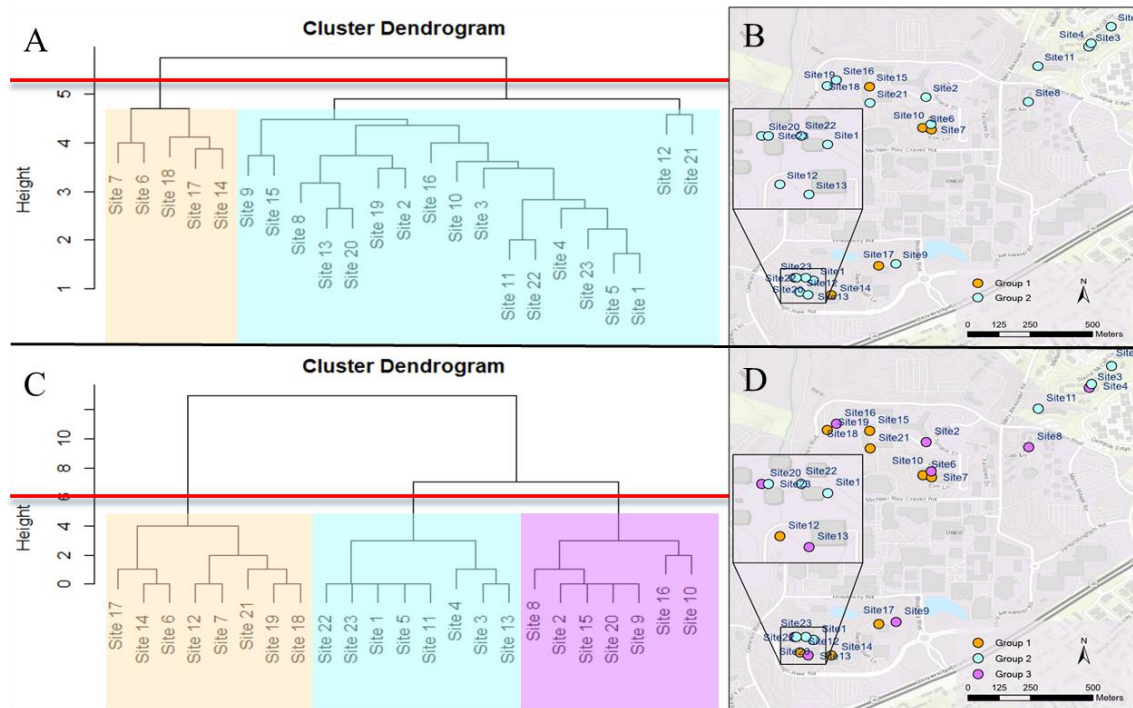 A
Cluster Dendrogram
Height
5
4
3
2
1
Site 7
Site 6
Site 18
Site 17
Site 14
Site 9
Site 15
Site 8
Site 13
Site 20
Site 19
Site 2
Site 16
Site 10
Site 3
Site 11
Site 22
Site 4
Site 23
Site 5
Site 1
Site 12
Site 21
B
Site
Site4
Site3
Site11
Site8
Site16
Site15
Site19
Site18
Site21
Site2
Site10
Site6
Site7
Site20
Site22
Site1
Site12
Site13
Site17
Site9
Site23
Site1
Site12
Site14
Site20
Site13
Group 1
Group 2
N
0 125 250 500
Meters
C
Cluster Dendrogram
Height
10
8
6
4
2
0
Site 17
Site 14
Site 6
Site 12
Site 7
Site 21
Site 19
Site 18
Site 22
Site 23
Site 1
Site 5
Site 11
Site 4
Site 3
Site 13
Site 8
Site 2
Site 15
Site 20
Site 9
Site 16
Site 10
D
Site
Site3
Site4
Site11
Site8
Site16
Site19
Site15
Site18
Site21
Site2
Site10
Site6
Site7
Site20
Site22
Site1
Site12
Site13
Site17
Site9
Site23
Site1
Site12
Site14
Site13
Group 1
Group 2
Group 3
N
0 125 250 500
Meters